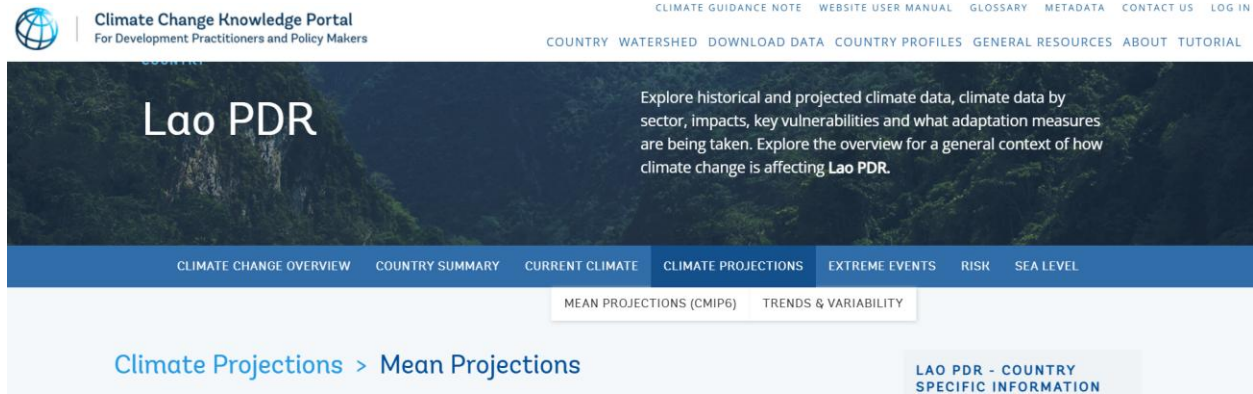 CLIMATE GUIDANCE NOTE WEBSITE USER MANUAL GLOSSARY METADATA CONTACT US LOG IN
Climate Change Knowledge Portal
For Development Practitioners and Policy Makers
COUNTRY WATERSHED DOWNLOAD DATA COUNTRY PROFILES GENERAL RESOURCES ABOUT TUTORIAL
COUNTRY
Lao PDR
Explore historical and projected climate data, climate data by
sector, impacts, key vulnerabilities and what adaptation measures
are being taken. Explore the overview for a general context of how
climate change is affecting Lao PDR.
CLIMATE CHANGE OVERVIEW COUNTRY SUMMARY CURRENT CLIMATE CLIMATE PROJECTIONS EXTREME EVENTS RISK SEA LEVEL
MEAN PROJECTIONS (CMIP6) TRENDS & VARIABILITY
Climate Projections > Mean Projections
LAO PDR - COUNTRY
SPECIFIC INFORMATION